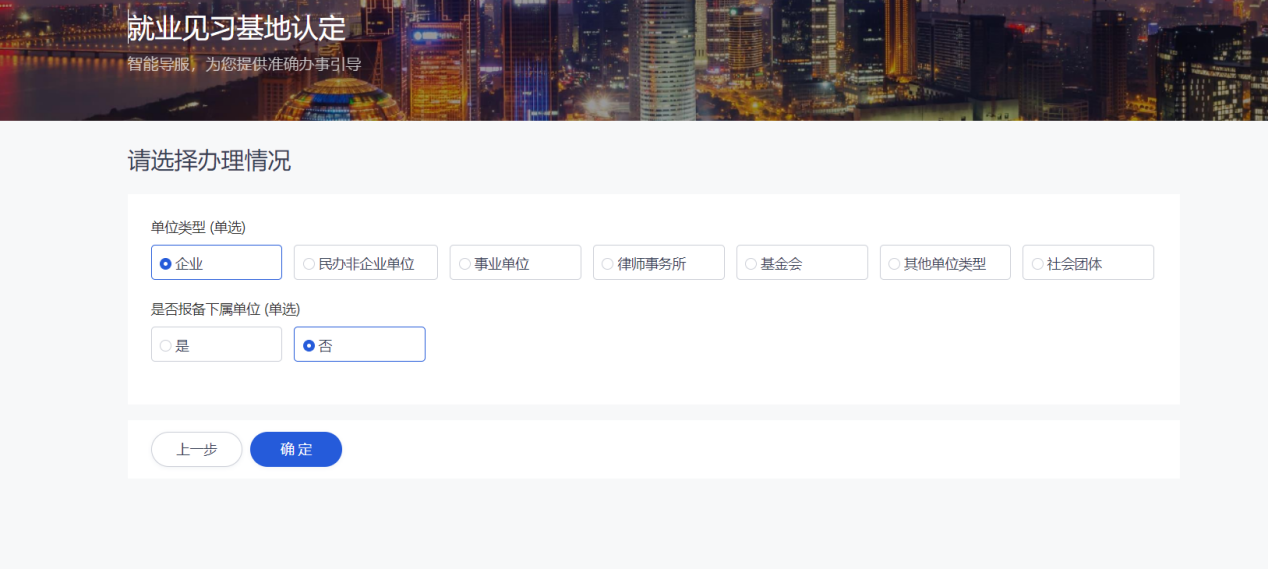 就业见习基地认定
智能导服，为您提供准确办事引导
请选择办理情况
单位类型 (单选)
企业 民办非企业单位 事业单位 律师事务所 基金会 其他单位类型 社会团体
是否报备下属单位 (单选)
是 否
上一步 确 定